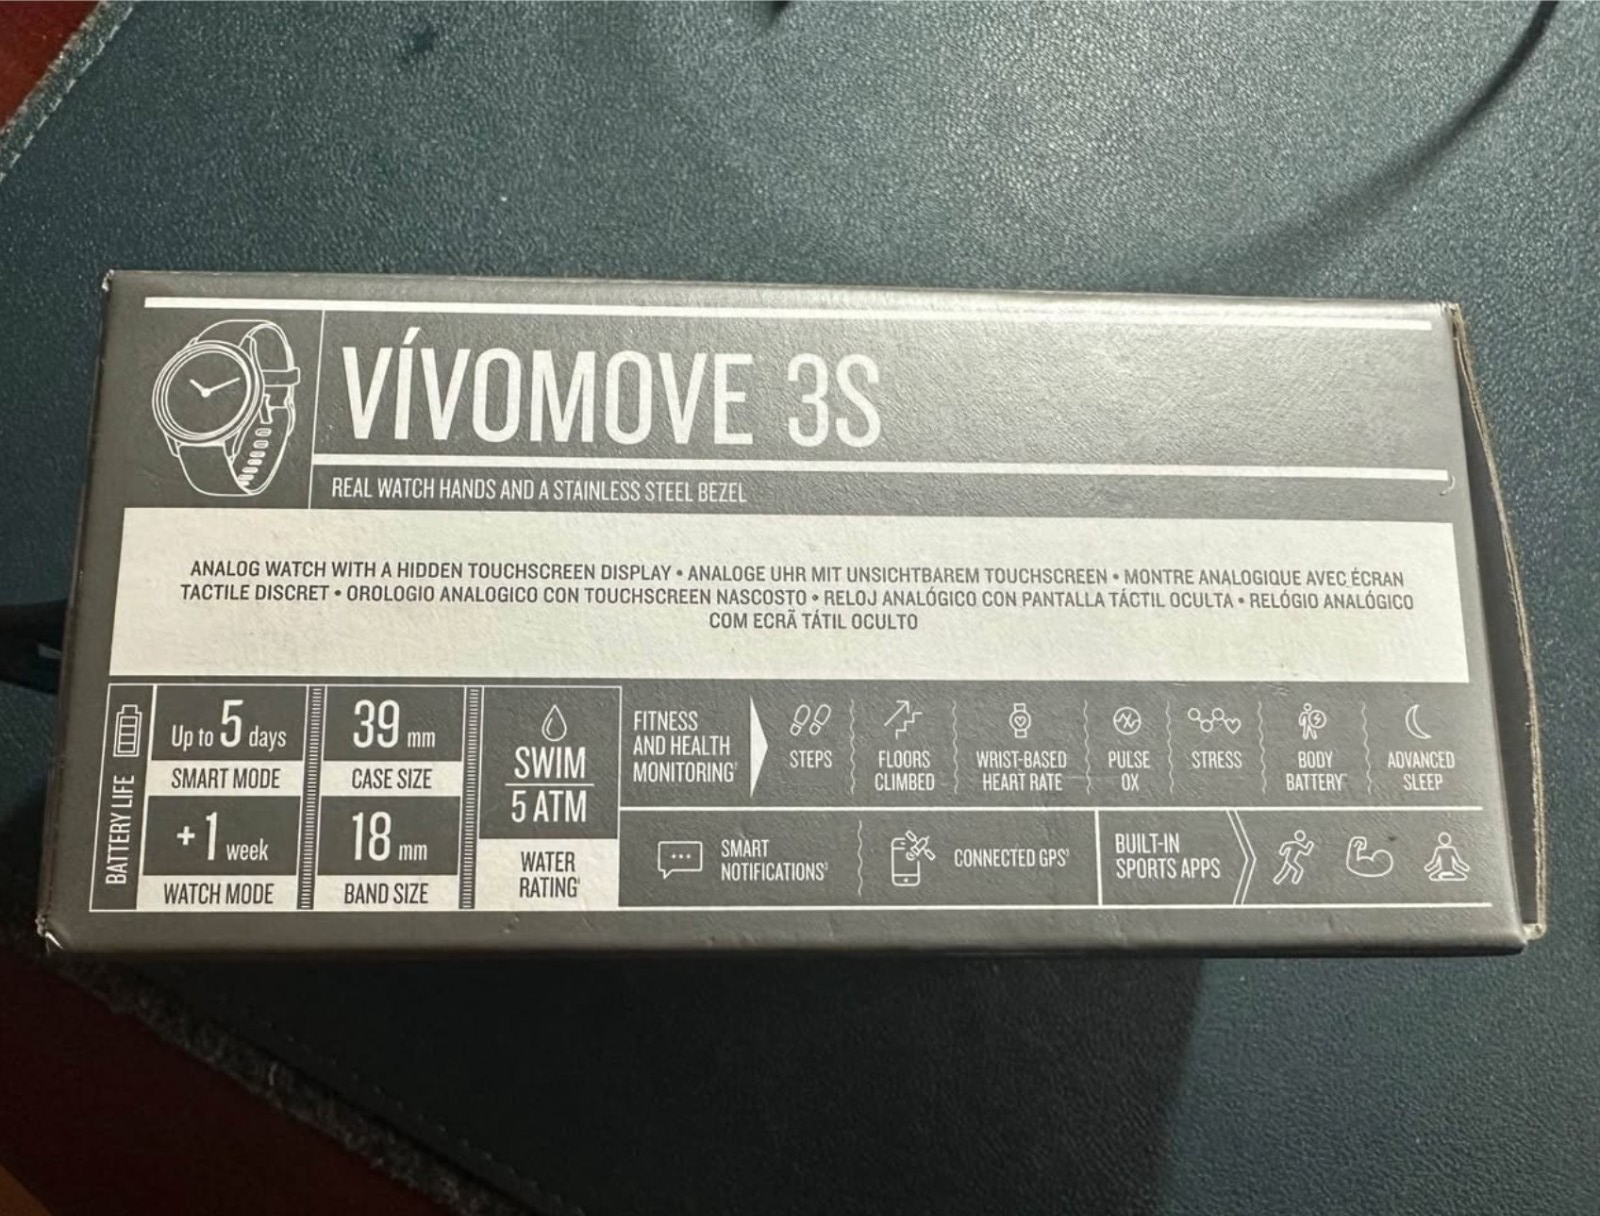 VÍVOMOVE 3S
REAL WATCH HANDS AND A STAINLESS STEEL BEZEL
ANALOG WATCH WITH A HIDDEN TOUCHSCREEN DISPLAY • ANALOGE UHR MIT UNSICHTBAREM TOUCHSCREEN • MONTRE ANALOGIQUE AVEC ÉCRAN
TACTILE DISCRET • OROLOGIO ANALOGICO CON TOUCHSCREEN NASCOSTO • RELOJ ANALÓGICO CON PANTALLA TÁCTIL OCULTA • RELÓGIO ANALÓGICO
COM ECRÃ TÁTIL OCULTO
BATTERY LIFE
Up to 5 days
SMART MODE
+1 week
WATCH MODE
39 mm
CASE SIZE
18 mm
BAND SIZE
SWIM
5 ATM
WATER
RATING
FITNESS
AND HEALTH
MONITORING
STEPS
FLOORS
CLIMBED
WRIST-BASED
HEART RATE
PULSE
OX
STRESS
BODY
BATTERY
ADVANCED
SLEEP
SMART
NOTIFICATIONS
CONNECTED GPS
BUILT-IN
SPORTS APPS